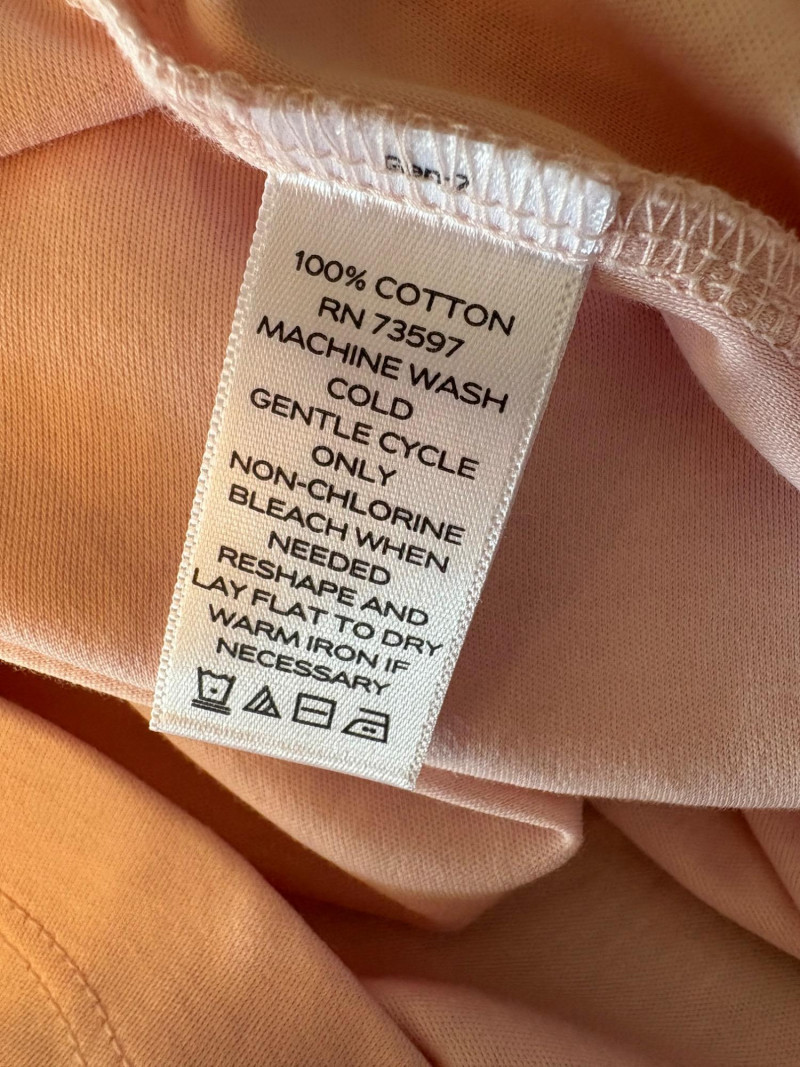 100% COTTON
RN 73597
MACHINE WASH
COLD
GENTLE CYCLE
ONLY
NON-CHLORINE
BLEACH WHEN
NEEDED
RESHAPE AND
LAY FLAT TO DRY
WARM IRON IF
NECESSARY